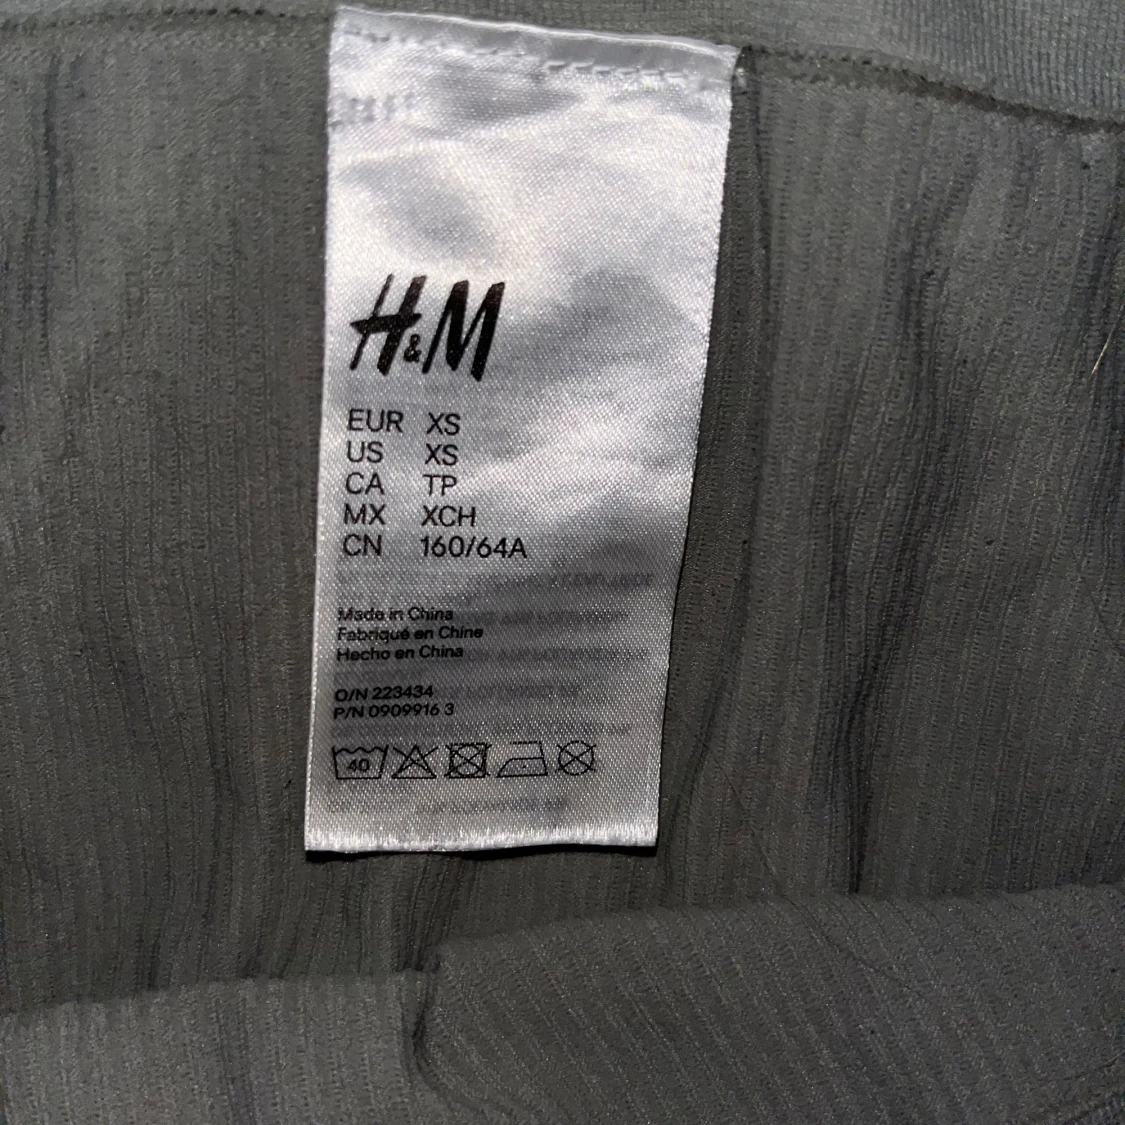 H&M
EUR XS
US XS
CA TP
MX XCH
CN 160/64A
Made in China
Fabriqué en Chine
Hecho en China
O/N 223434
P/N 0909916 3
40